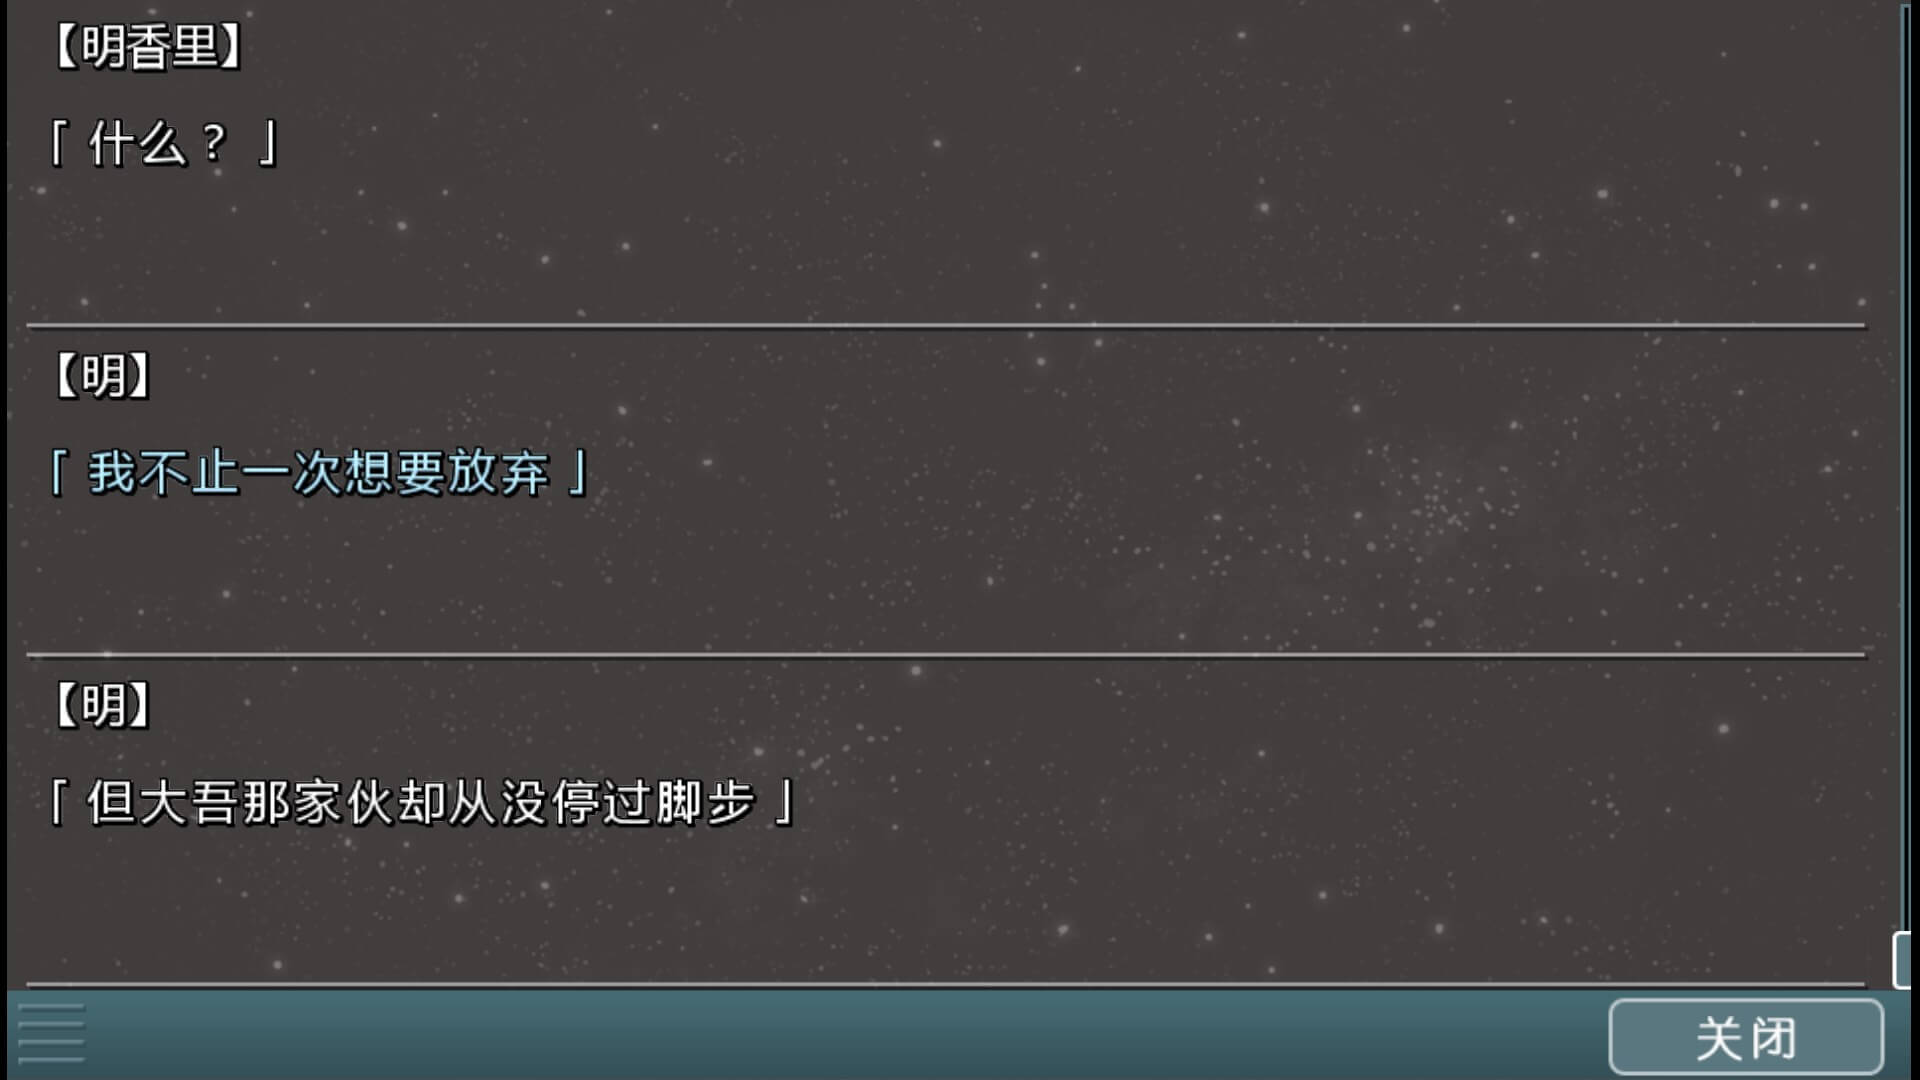 【明香里】
「 什么？ 」
【明】
「 我不止一次想要放弃 」
【明】
「 但大吾那家伙却从没停过脚步 」
关闭